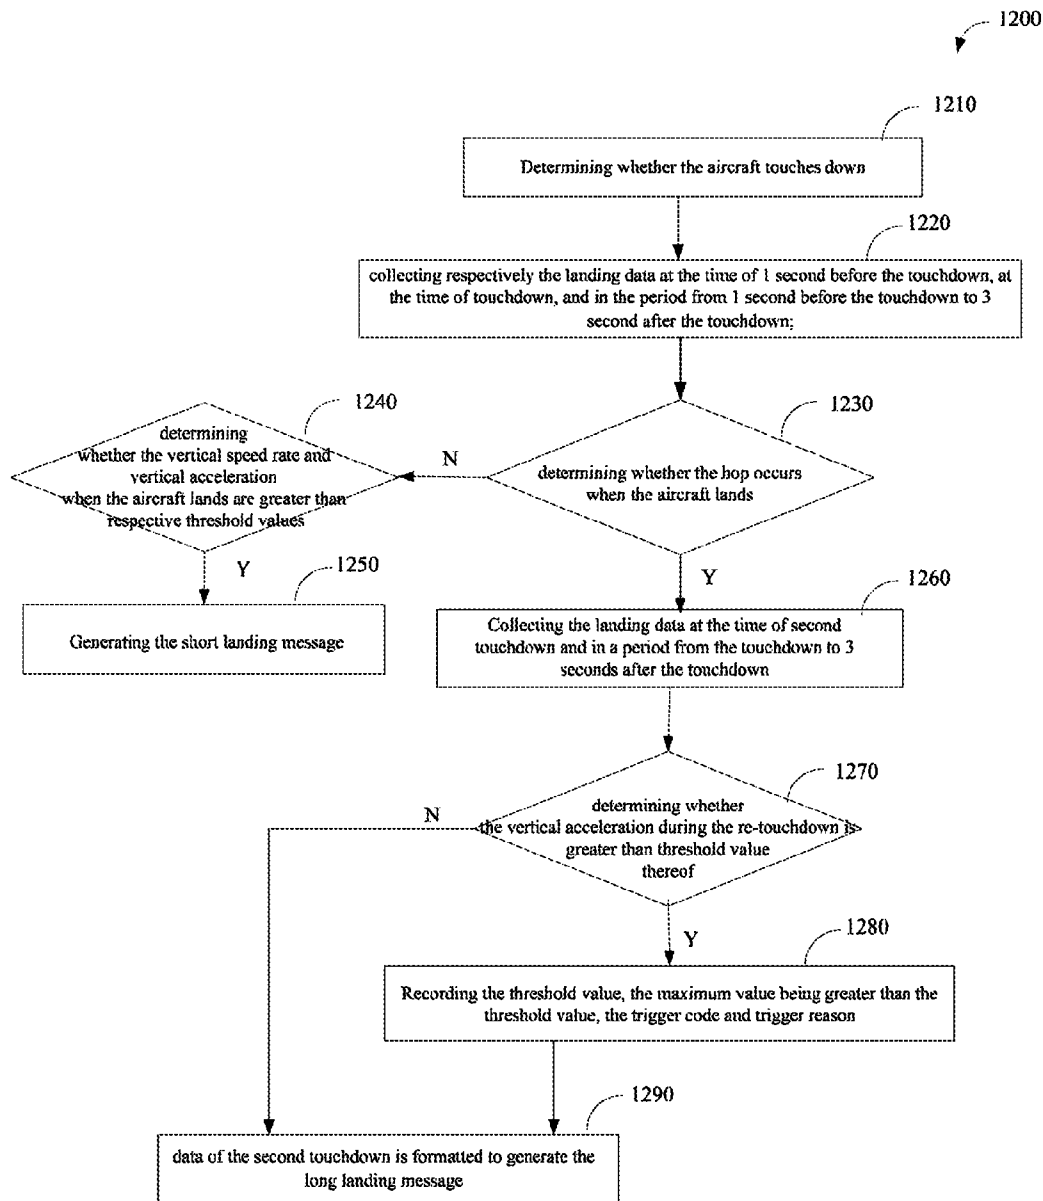 1200
1210
Determining whether the aircraft touches down
1220
collecting respectively the landing data at the time of 1 second before the touchdown, at
the time of touchdown, and in the period from 1 second before the touchdown to 3
second after the touchdown;
1230
determining whether the hop occurs
when the aircraft lands
N
Y
1240
determining
whether the vertical speed rate and
vertical acceleration
when the aircraft lands are greater than
respective threshold values
Y
1250
Generating the short landing message
1260
Collecting the landing data at the time of second
touchdown and in a period from the touchdown to 3
seconds after the touchdown
1270
determining whether
the vertical acceleration during the re-touchdown is
greater than threshold value
thereof
N
Y
1280
Recording the threshold value, the maximum value being greater than the
threshold value, the trigger code and trigger reason
1290
data of the second touchdown is formatted to generate the
long landing message